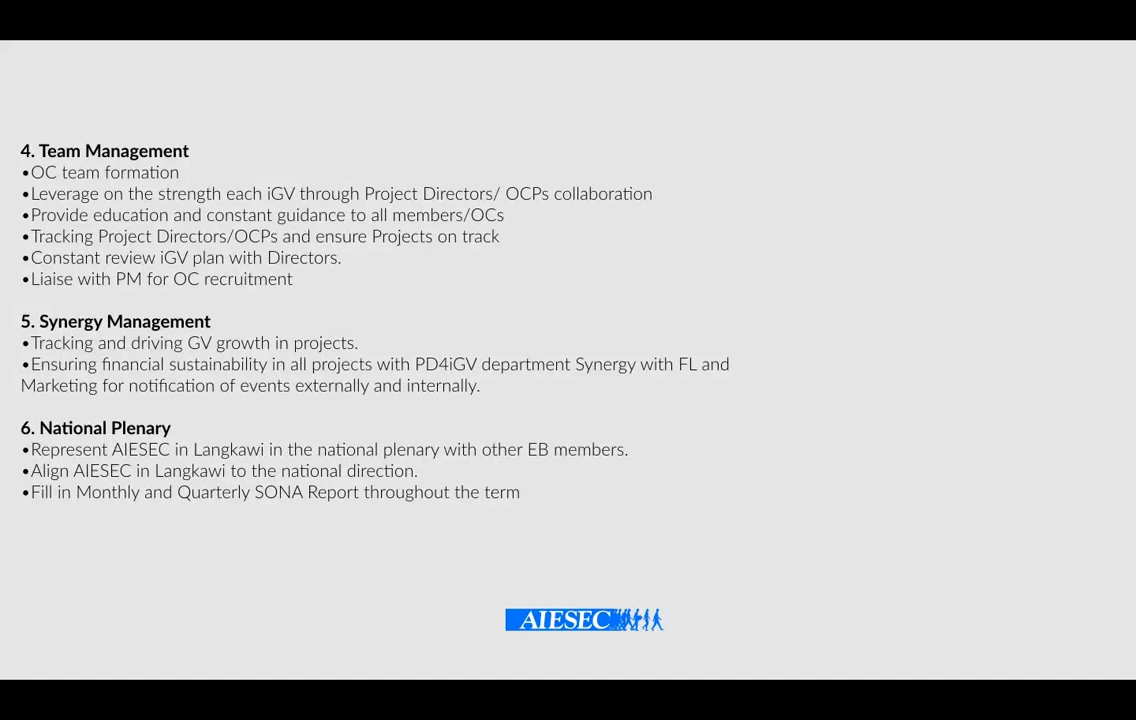 4. Team Management
•OC team formation
•Leverage on the strength each iGV through Project Directors/ OCPs collaboration
•Provide education and constant guidance to all members/OCs
•Tracking Project Directors/OCPs and ensure Projects on track
•Constant review iGV plan with Directors.
•Liaise with PM for OC recruitment
5. Synergy Management
•Tracking and driving GV growth in projects.
•Ensuring financial sustainability in all projects with PD4iGV department Synergy with FL and
Marketing for notification of events externally and internally.
6. National Plenary
•Represent AIESEC in Langkawi in the national plenary with other EB members.
•Align AIESEC in Langkawi to the national direction.
•Fill in Monthly and Quarterly SONA Report throughout the term
AIESEC